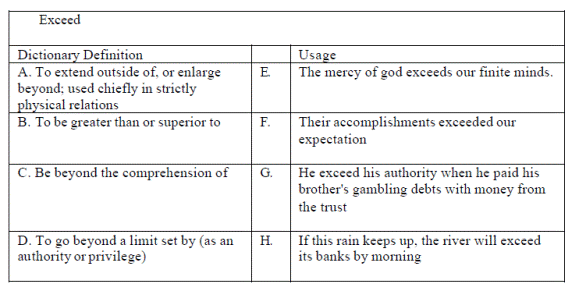 Exceed
Dictionary Definition Usage
A. To extend outside of, or enlarge E. The mercy of god exceeds our finite minds.
beyond; used chiefly in strictly
physical relations
B. To be greater than or superior to F. Their accomplishments exceeded our
expectation
C. Be beyond the comprehension of G. He exceed his authority when he paid his
brother's gambling debts with money from
the trust
D. To go beyond a limit set by (as an H. If this rain keeps up, the river will exceed
authority or privilege) its banks by morning